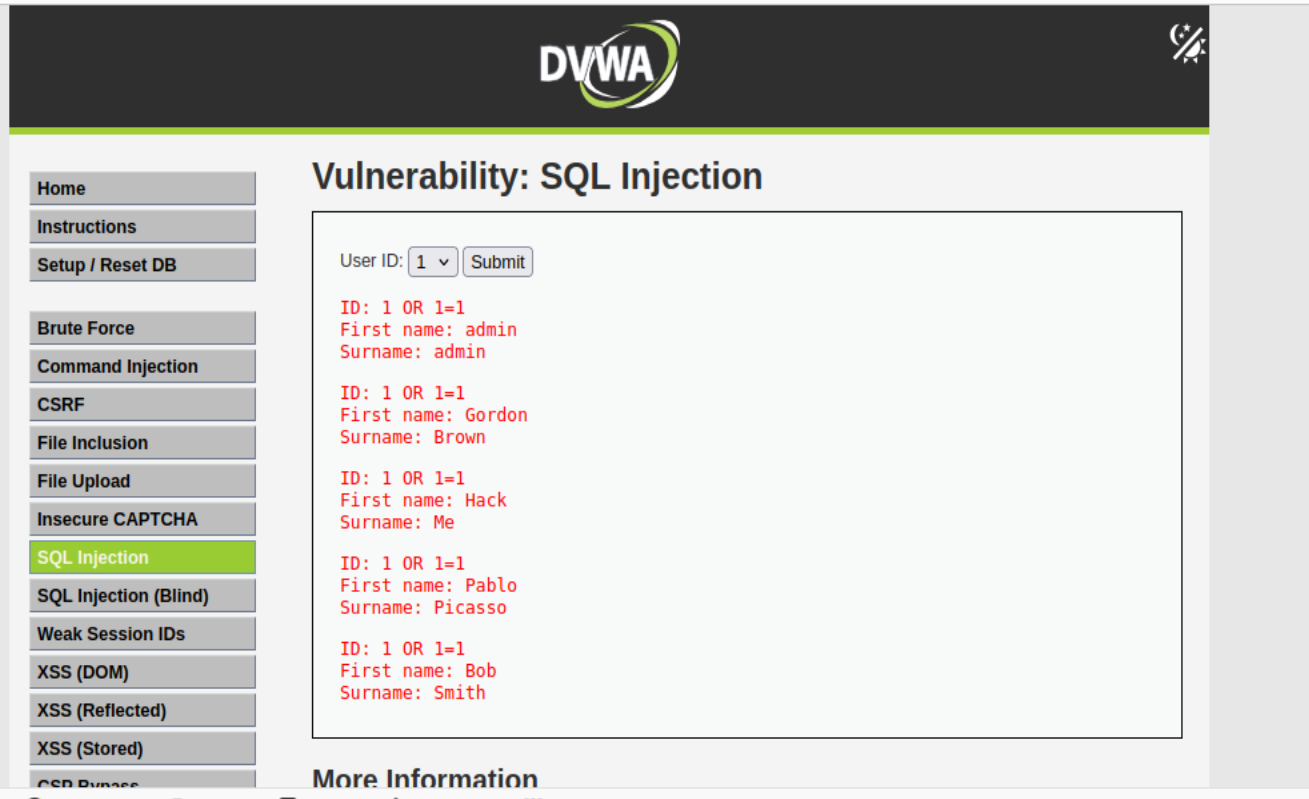 DVWA
Home
Instructions
Setup / Reset DB
Brute Force
Command Injection
CSRF
File Inclusion
File Upload
Insecure CAPTCHA
SQL Injection
SQL Injection (Blind)
Weak Session IDs
XSS (DOM)
XSS (Reflected)
XSS (Stored)
CSP Bypass
Vulnerability: SQL Injection
User ID: 1 Submit
ID: 1 OR 1=1
First name: admin
Surname: admin
ID: 1 OR 1=1
First name: Gordon
Surname: Brown
ID: 1 OR 1=1
First name: Hack
Surname: Me
ID: 1 OR 1=1
First name: Pablo
Surname: Picasso
ID: 1 OR 1=1
First name: Bob
Surname: Smith
More Information